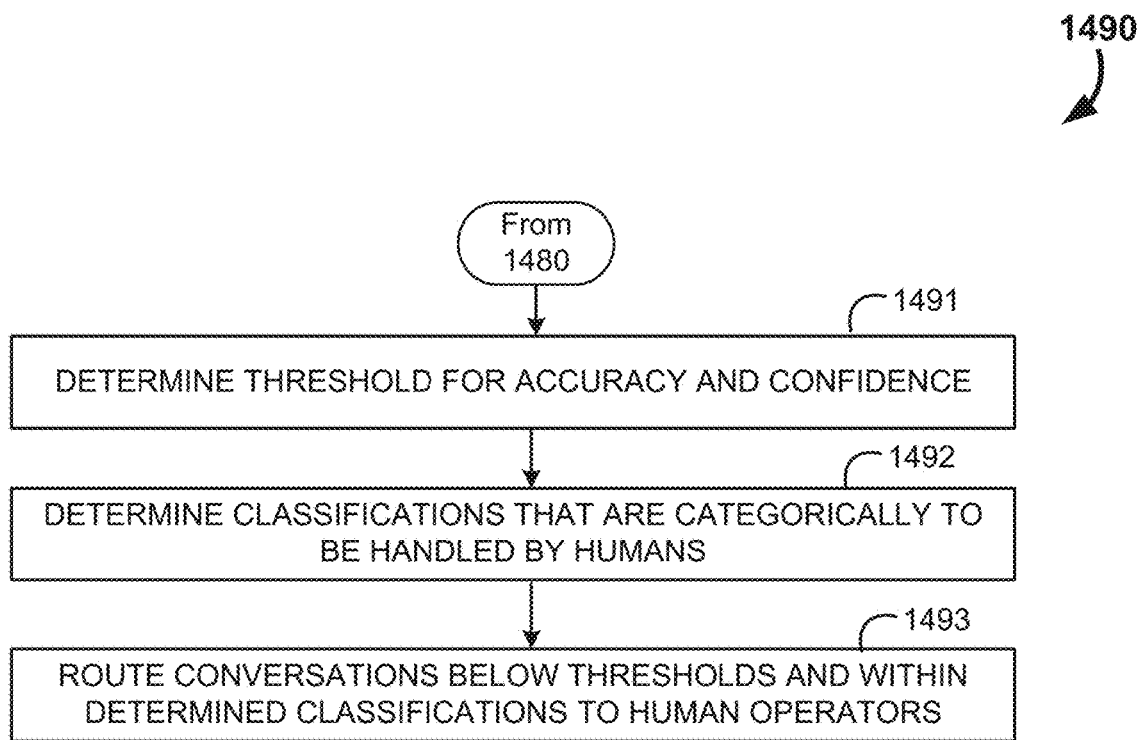 1490
From
1480
1491
DETERMINE THRESHOLD FOR ACCURACY AND CONFIDENCE
1492
DETERMINE CLASSIFICATIONS THAT ARE CATEGORICALLY TO
BE HANDLED BY HUMANS
1493
ROUTE CONVERSATIONS BELOW THRESHOLDS AND WITHIN
DETERMINED CLASSIFICATIONS TO HUMAN OPERATORS